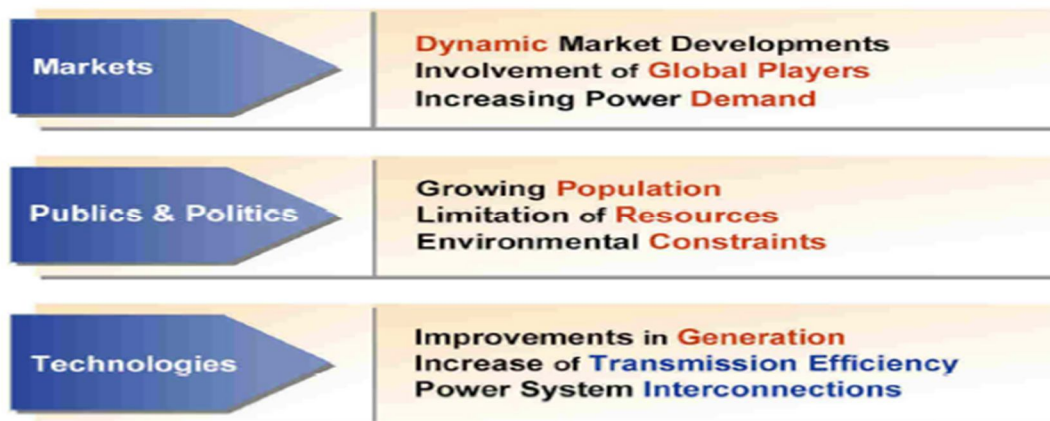 Markets
Dynamic Market Developments
Involvement of Global Players
Increasing Power Demand
Publics & Politics
Growing Population
Limitation of Resources
Environmental Constraints
Technologies
Improvements in Generation
Increase of Transmission Efficiency
Power System Interconnections